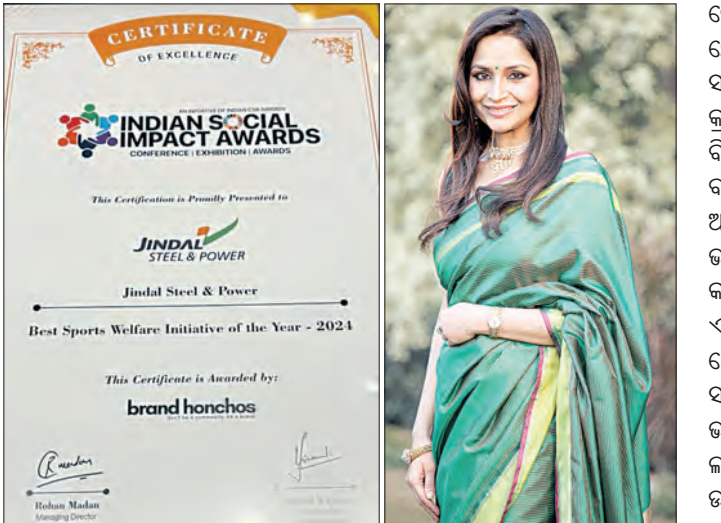 CERTIFICATE
OF EXCELLENCE
AN INITIATIVE OF INDIAN CSR AWARDS
INDIAN SOCIAL
IMPACT AWARDS
CONFERENCE | EXHIBITION | AWARDS
This Certification is Proudly Presented to
JINDAL
STEEL & POWER
Jindal Steel & Power
Best Sports Welfare Initiative of the Year - 2024
This Certificate is Awarded by:
brand honchos
Rohan Madan
Managing Director